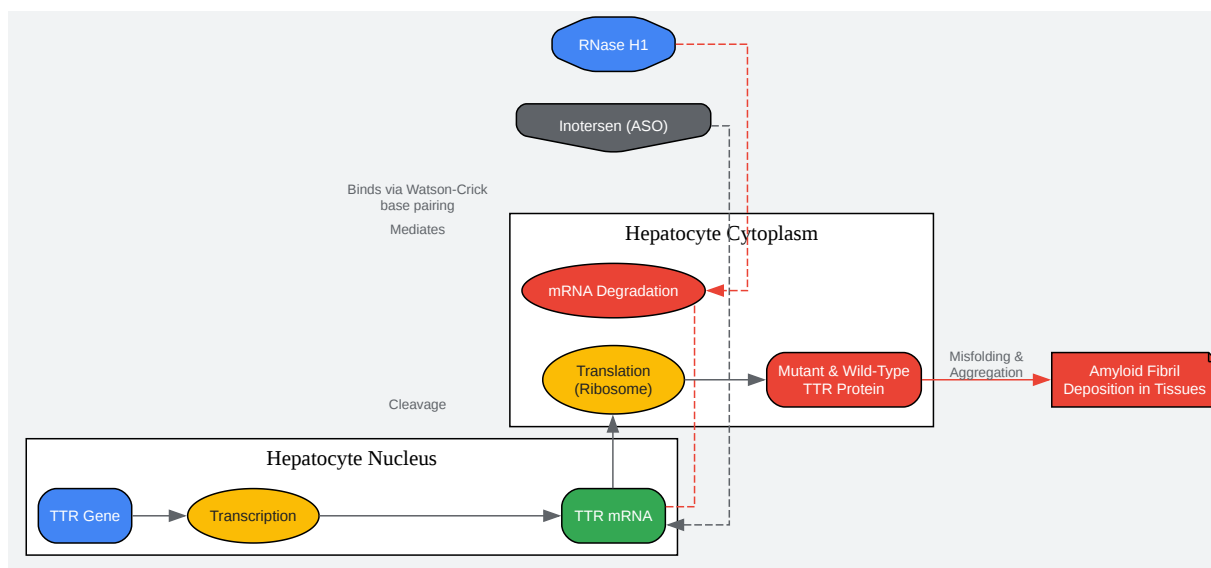 RNase H1
Inotersen (ASO)
Binds via Watson-Crick
base pairing
Mediates
Hepatocyte Cytoplasm
mRNA Degradation
Translation
(Ribosome)
Mutant & Wild-Type
TTR Protein
Misfolding &
Aggregation
Amyloid Fibril
Deposition in Tissues
Cleavage
Hepatocyte Nucleus
TTR Gene
Transcription
TTR mRNA